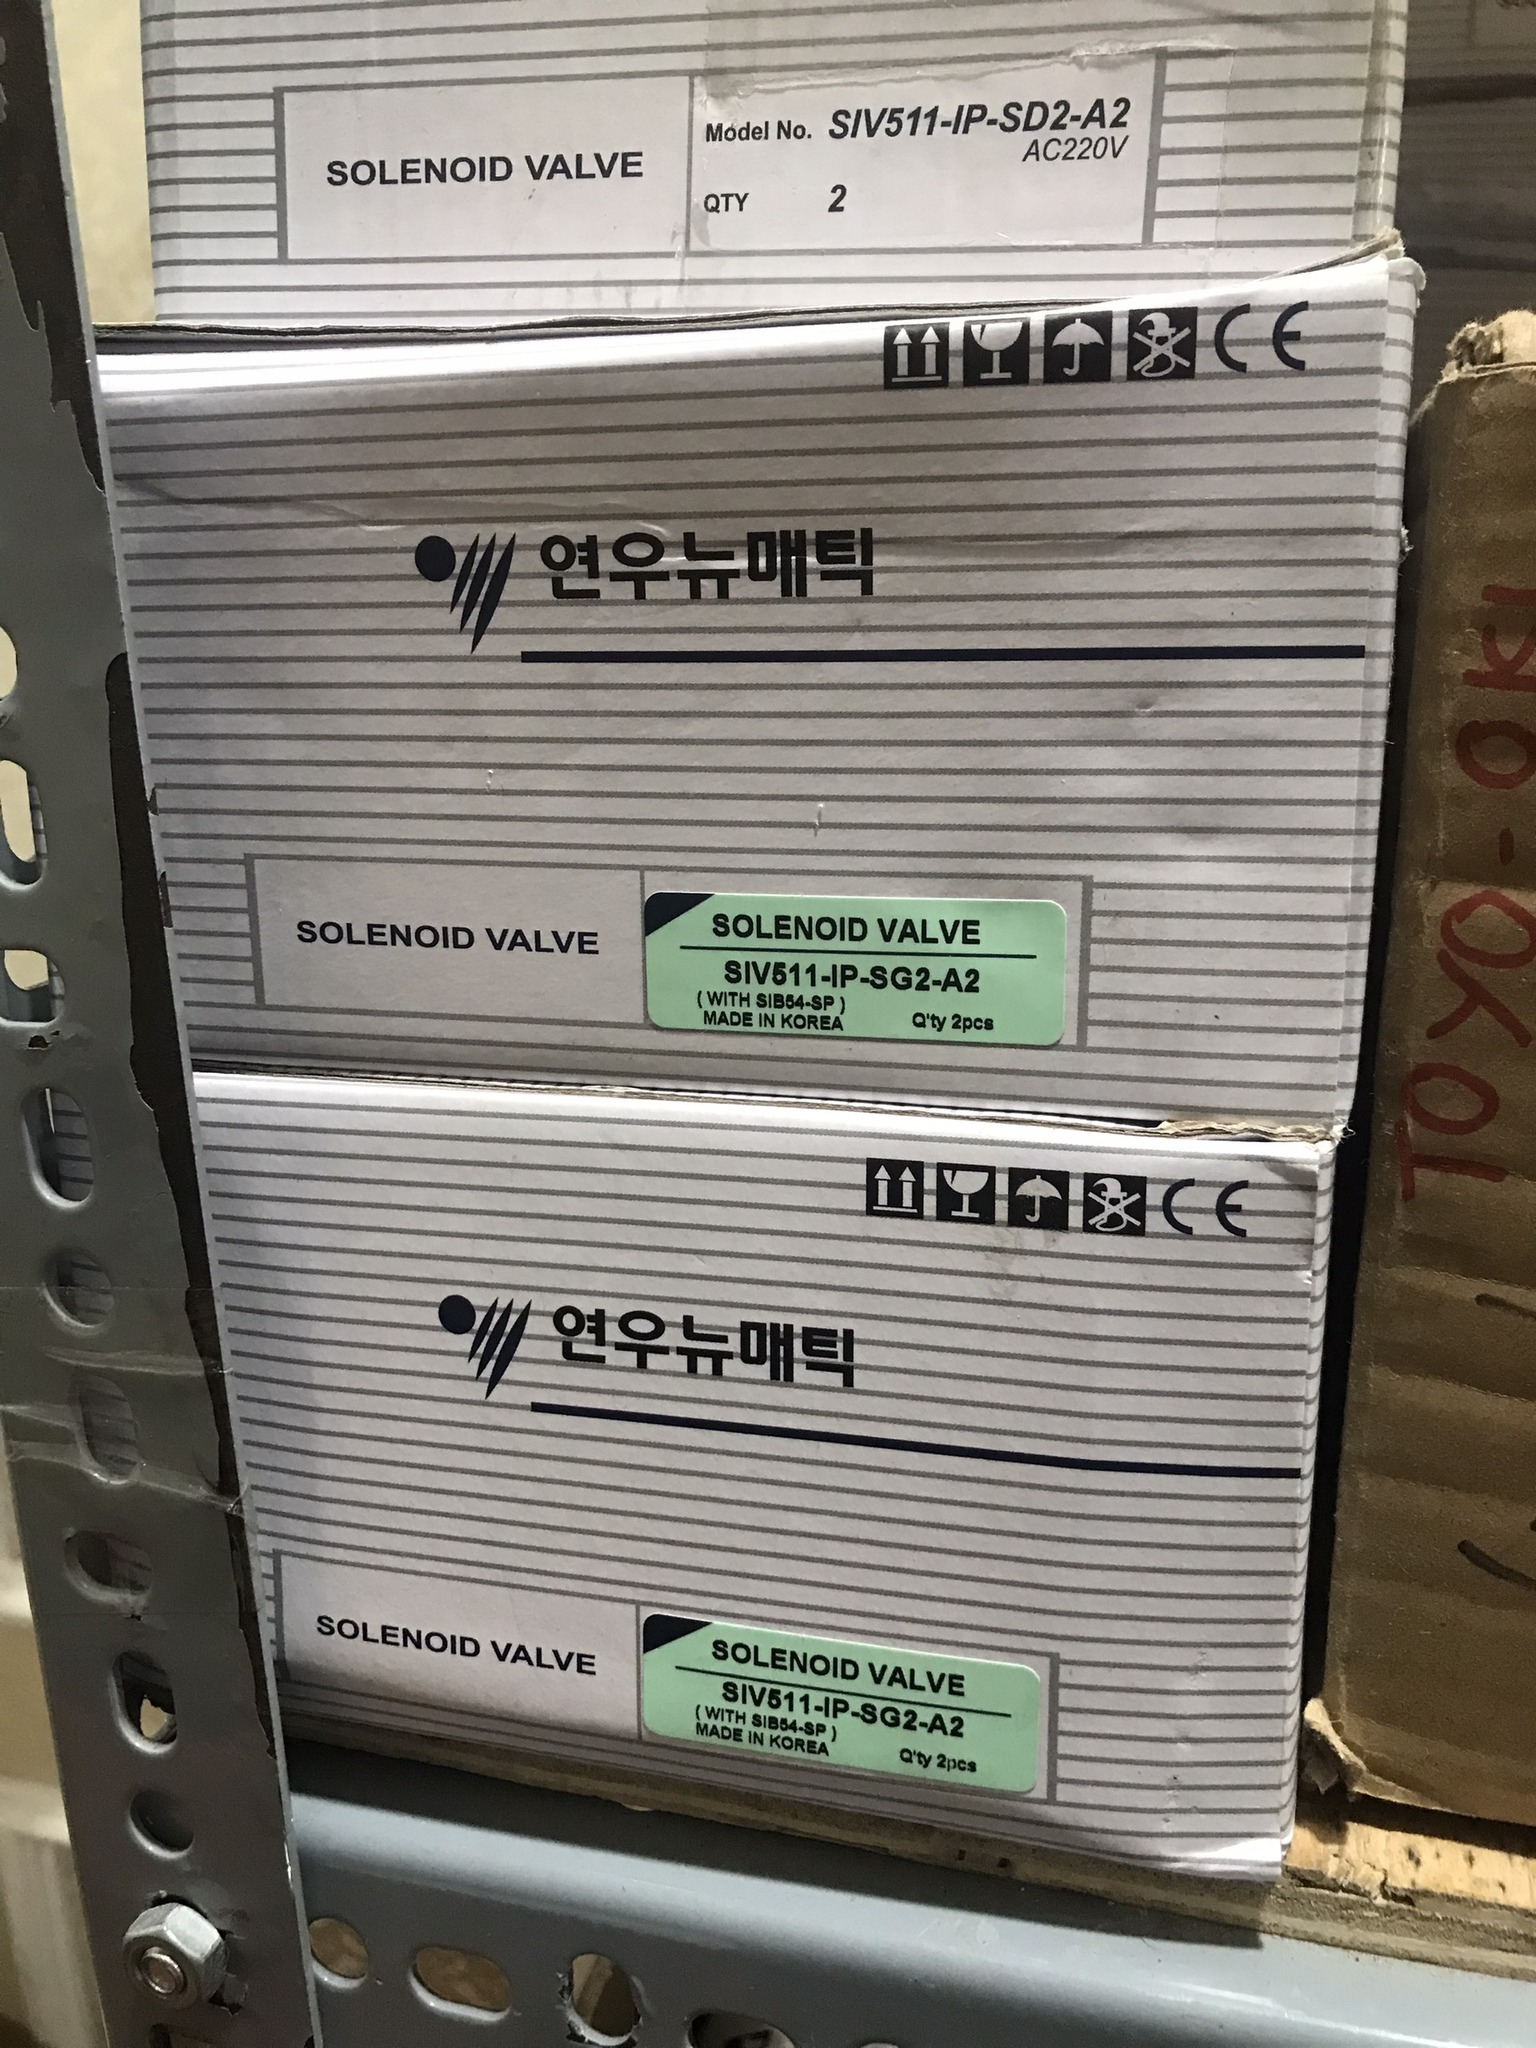 SOLENOID VALVE
Model No. SIV511-IP-SD2-A2
AC220V
QTY 2
CE
연우뉴매틱
SOLENOID VALVE
SOLENOID VALVE
SIV511-IP-SG2-A2
( WITH SIB54-SP )
MADE IN KOREA Q'ty 2pcs
CE
연우뉴매틱
SOLENOID VALVE
SOLENOID VALVE
SIV511-IP-SG2-A2
( WITH SIB54-SP )
MADE IN KOREA Q'ty 2pcs
TOYO-OKI